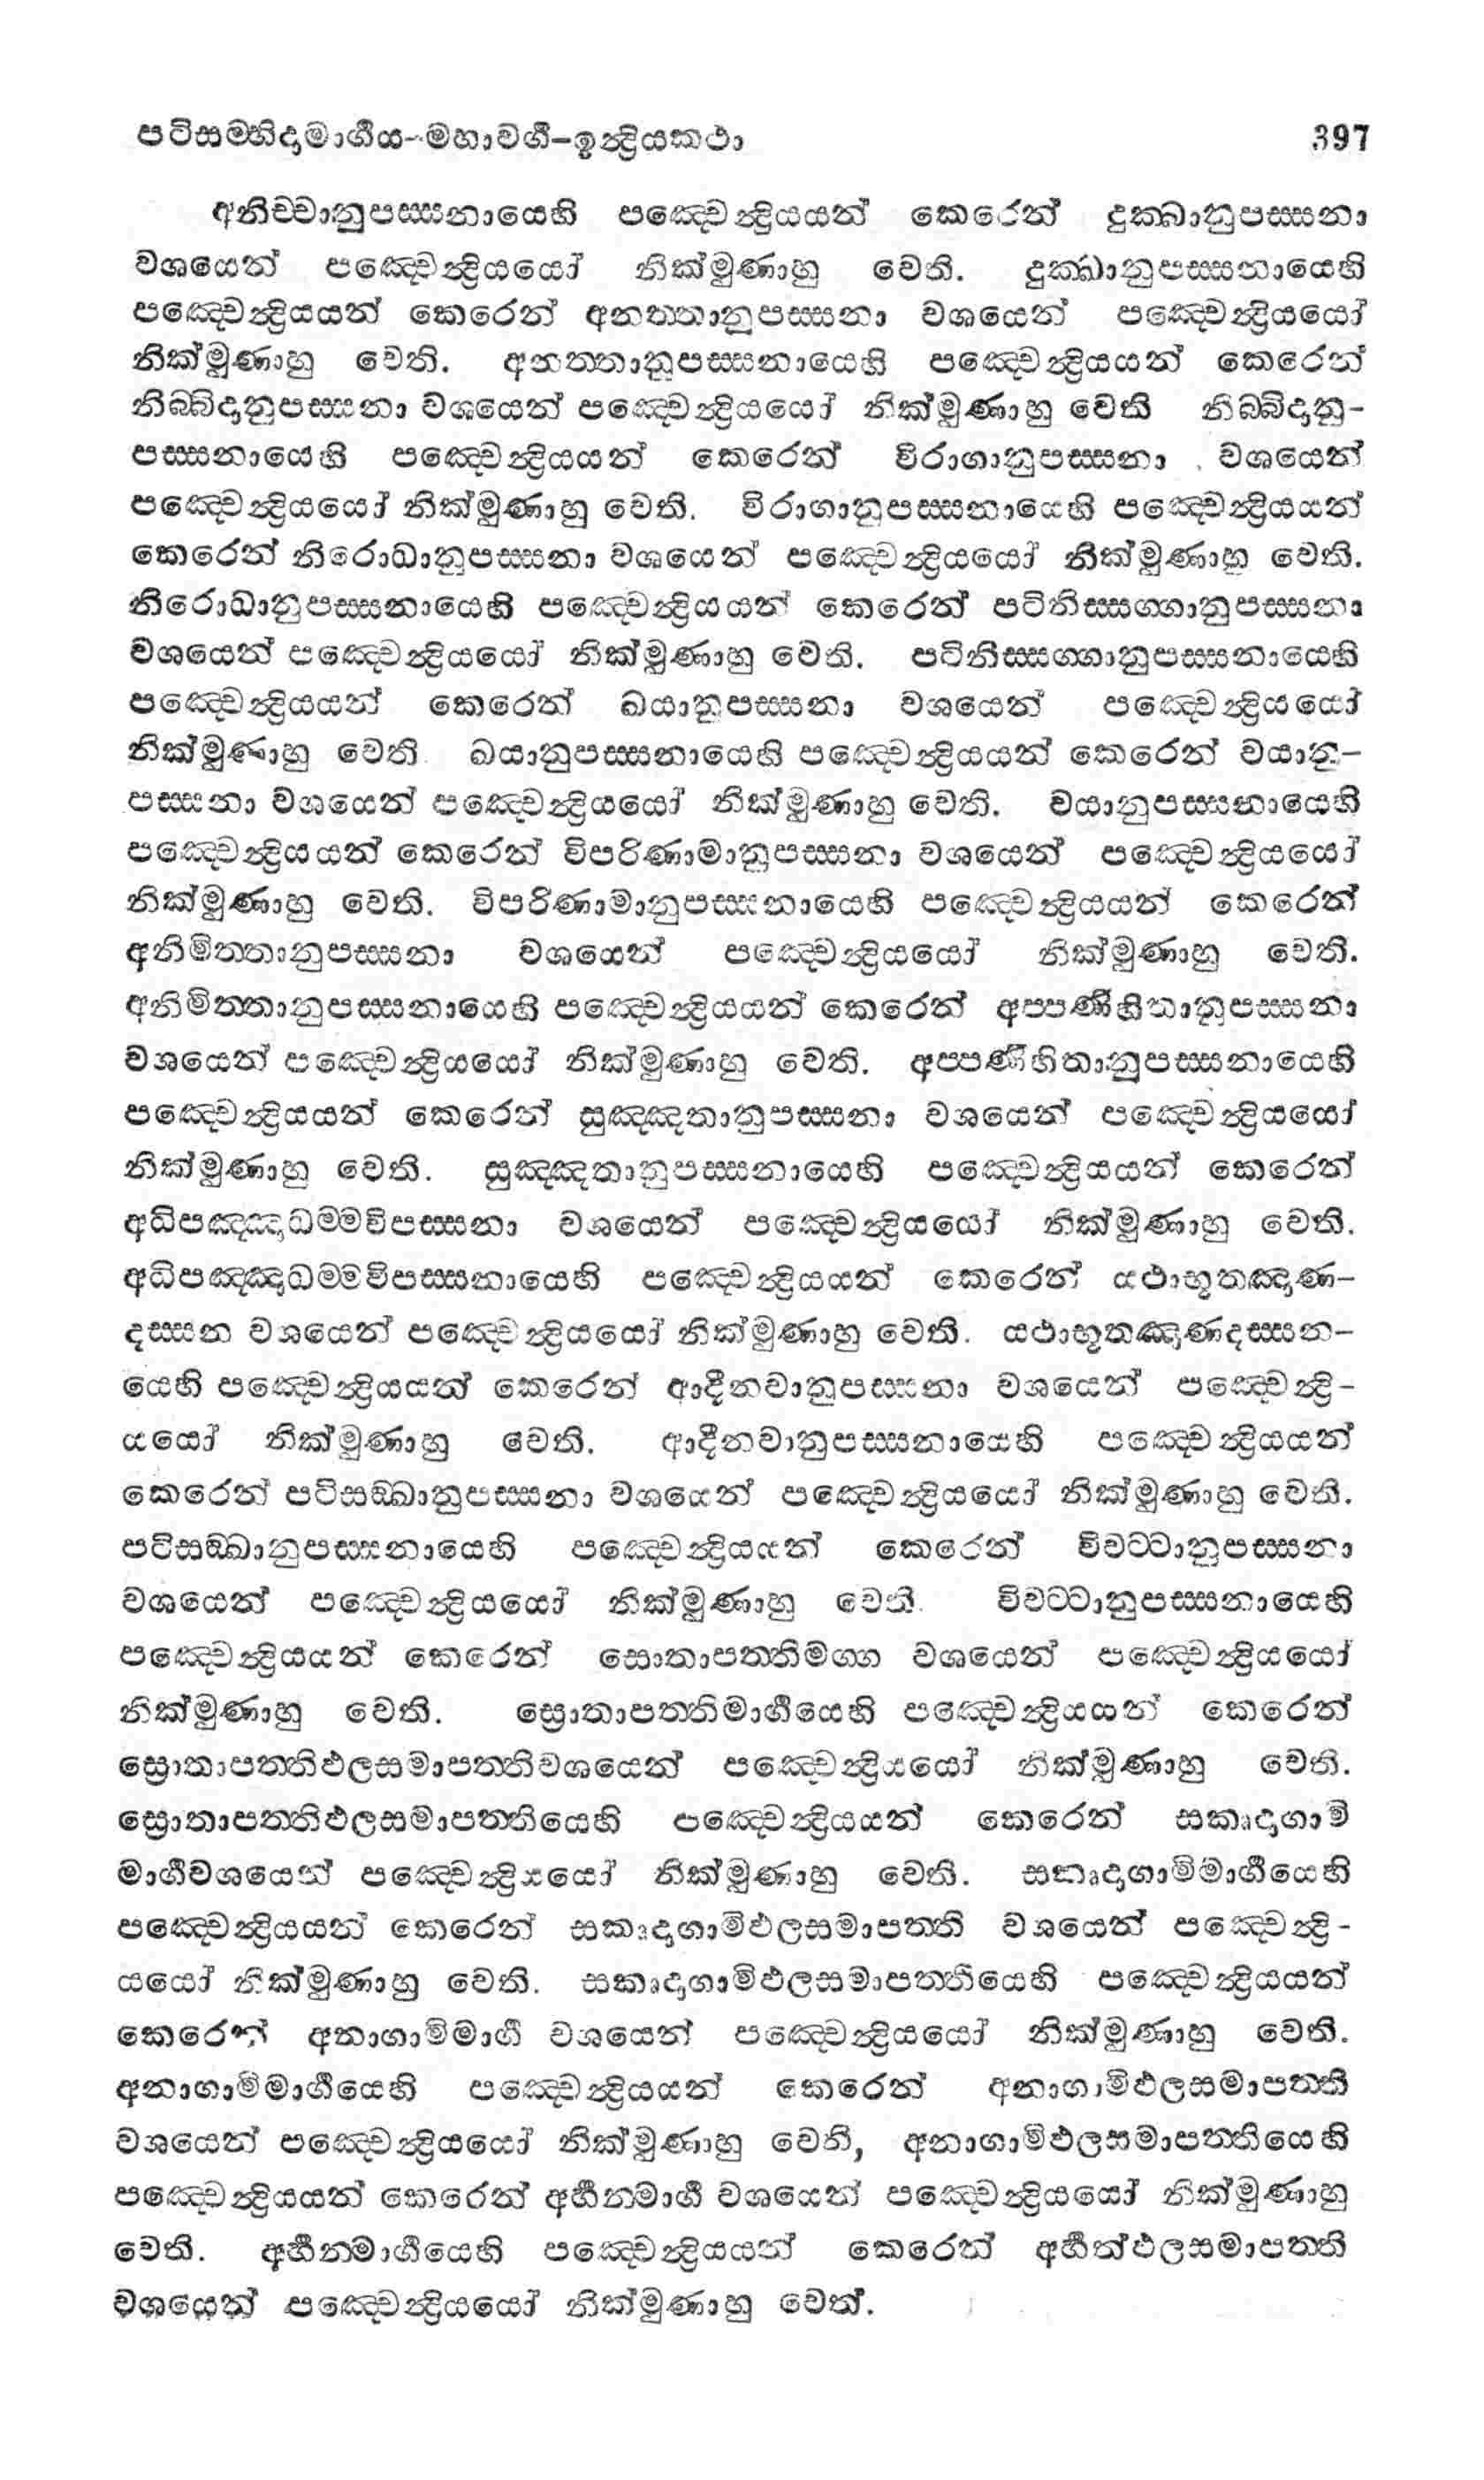 පටිසම්භිදාමාර්ගය-මහාවර්ග-ඉන්ද්‍රියකථා 397
අනිච්චානුපස්සනායෙහි පඤ්චෙන්ද්‍රියයන් කෙරෙන් දුක්ඛානුපස්සනා
වශයෙන් පඤ්චෙන්ද්‍රියයෝ නික්මුණාහු වෙති. දුක්ඛානුපස්සනායෙහි
පඤ්චෙන්ද්‍රියයන් කෙරෙන් අනත්තානුපස්සනා වශයෙන් පඤ්චෙන්ද්‍රියයෝ
නික්මුණාහු වෙති. අනත්තානුපස්සනායෙහි පඤ්චෙන්ද්‍රියයන් කෙරෙන්
නිබ්බිදානුපස්සනා වශයෙන් පඤ්චෙන්ද්‍රියයෝ නික්මුණාහු වෙති නිබ්බිදානු-
පස්සනායෙහි පඤ්චෙන්ද්‍රියයන් කෙරෙන් විරාගානුපස්සනා වශයෙන්
පඤ්චෙන්ද්‍රියයෝ නික්මුණාහු වෙති. විරාගානුපස්සනායෙහි පඤ්චෙන්ද්‍රියයන්
කෙරෙන් නිරොධානුපස්සනා වශයෙන් පඤ්චෙන්ද්‍රියයෝ නික්මුණාහු වෙති.
නිරොධානුපස්සනායෙහි පඤ්චෙන්ද්‍රියයන් කෙරෙන් පටිනිස්සග්ගානුපස්සනා
වශයෙන් පඤ්චෙන්ද්‍රියයෝ නික්මුණාහු වෙති. පටිනිස්සග්ගානුපස්සනායෙහි
පඤ්චෙන්ද්‍රියයන් කෙරෙන් ඛයානුපස්සනා වශයෙන් පඤ්චෙන්ද්‍රියයෝ
නික්මුණාහු වෙති. ඛයානුපස්සනායෙහි පඤ්චෙන්ද්‍රියයන් කෙරෙන් වයානු-
පස්සනා වශයෙන් පඤ්චෙන්ද්‍රියයෝ නික්මුණාහු වෙති. වයානුපස්සනායෙහි
පඤ්චෙන්ද්‍රියයන් කෙරෙන් විපරිණාමානුපස්සනා වශයෙන් පඤ්චෙන්ද්‍රියයෝ
නික්මුණාහු වෙති. විපරිණාමානුපස්සනායෙහි පඤ්චෙන්ද්‍රියයන් කෙරෙන්
අනිමිත්තානුපස්සනා වශයෙන් පඤ්චෙන්ද්‍රියයෝ නික්මුණාහු වෙති.
අනිමිත්තානුපස්සනායෙහි පඤ්චෙන්ද්‍රියයන් කෙරෙන් අප්පණිහිතානුපස්සනා
වශයෙන් පඤ්චෙන්ද්‍රියයෝ නික්මුණාහු වෙති. අප්පණිහිතානුපස්සනායෙහි
පඤ්චෙන්ද්‍රියයන් කෙරෙන් සුඤ්ඤතානුපස්සනා වශයෙන් පඤ්චෙන්ද්‍රියයෝ
නික්මුණාහු වෙති. සුඤ්ඤතානුපස්සනායෙහි පඤ්චෙන්ද්‍රියයන් කෙරෙන්
අධිපඤ්ඤාධම්මවිපස්සනා වශයෙන් පඤ්චෙන්ද්‍රියයෝ නික්මුණාහු වෙති.
අධිපඤ්ඤාධම්මවිපස්සනායෙහි පඤ්චෙන්ද්‍රියයන් කෙරෙන් යථාභූතඤාණ-
දස්සන වශයෙන් පඤ්චෙන්ද්‍රියයෝ නික්මුණාහු වෙති. යථාභූතඤාණදස්සන-
යෙහි පඤ්චෙන්ද්‍රියයන් කෙරෙන් ආදීනවානුපස්සනා වශයෙන් පඤ්චෙන්ද්‍රි-
යයෝ නික්මුණාහු වෙති. ආදීනවානුපස්සනායෙහි පඤ්චෙන්ද්‍රියයන්
කෙරෙන් පටිසඞ්ඛානුපස්සනා වශයෙන් පඤ්චෙන්ද්‍රියයෝ නික්මුණාහු වෙති.
පටිසඞ්ඛානුපස්සනායෙහි පඤ්චෙන්ද්‍රියයන් කෙරෙන් විවට්ටානුපස්සනා
වශයෙන් පඤ්චෙන්ද්‍රියයෝ නික්මුණාහු වෙති. විවට්ටානුපස්සනායෙහි
පඤ්චෙන්ද්‍රියයන් කෙරෙන් සොතාපත්තිමග්ග වශයෙන් පඤ්චෙන්ද්‍රියයෝ
නික්මුණාහු වෙති. ස්‍රොතාපත්තිමාර්ගයෙහි පඤ්චෙන්ද්‍රියයන් කෙරෙන්
ස්‍රොතාපත්තිඵලසමාපත්තිවශයෙන් පඤ්චෙන්ද්‍රියයෝ නික්මුණාහු වෙති.
ස්‍රොතාපත්තිඵලසමාපත්තියෙහි පඤ්චෙන්ද්‍රියයන් කෙරෙන් සකෘදාගාමි
මාර්ගවශයෙන් පඤ්චෙන්ද්‍රියයෝ නික්මුණාහු වෙති. සකෘදාගාමිමාර්ගයෙහි
පඤ්චෙන්ද්‍රියයන් කෙරෙන් සකෘදාගාමිඵලසමාපත්ති වශයෙන් පඤ්චෙන්ද්‍රි-
යයෝ නික්මුණාහු වෙති. සකෘදාගාමිඵලසමාපත්තියෙහි පඤ්චෙන්ද්‍රියයන්
කෙරෙන් අනාගාමිමාර්ග වශයෙන් පඤ්චෙන්ද්‍රියයෝ නික්මුණාහු වෙති.
අනාගාමිමාර්ගයෙහි පඤ්චෙන්ද්‍රියයන් කෙරෙන් අනාගාමිඵලසමාපත්ති
වශයෙන් පඤ්චෙන්ද්‍රියයෝ නික්මුණාහු වෙති, අනාගාමිඵලසමාපත්තියෙහි
පඤ්චෙන්ද්‍රියයන් කෙරෙන් අර්හත්මාර්ග වශයෙන් පඤ්චෙන්ද්‍රියයෝ නික්මුණාහු
වෙති. අර්හත්මාර්ගයෙහි පඤ්චෙන්ද්‍රියයන් කෙරෙන් අර්හත්ඵලසමාපත්ති
වශයෙන් පඤ්චෙන්ද්‍රියයෝ නික්මුණාහු වෙත්.